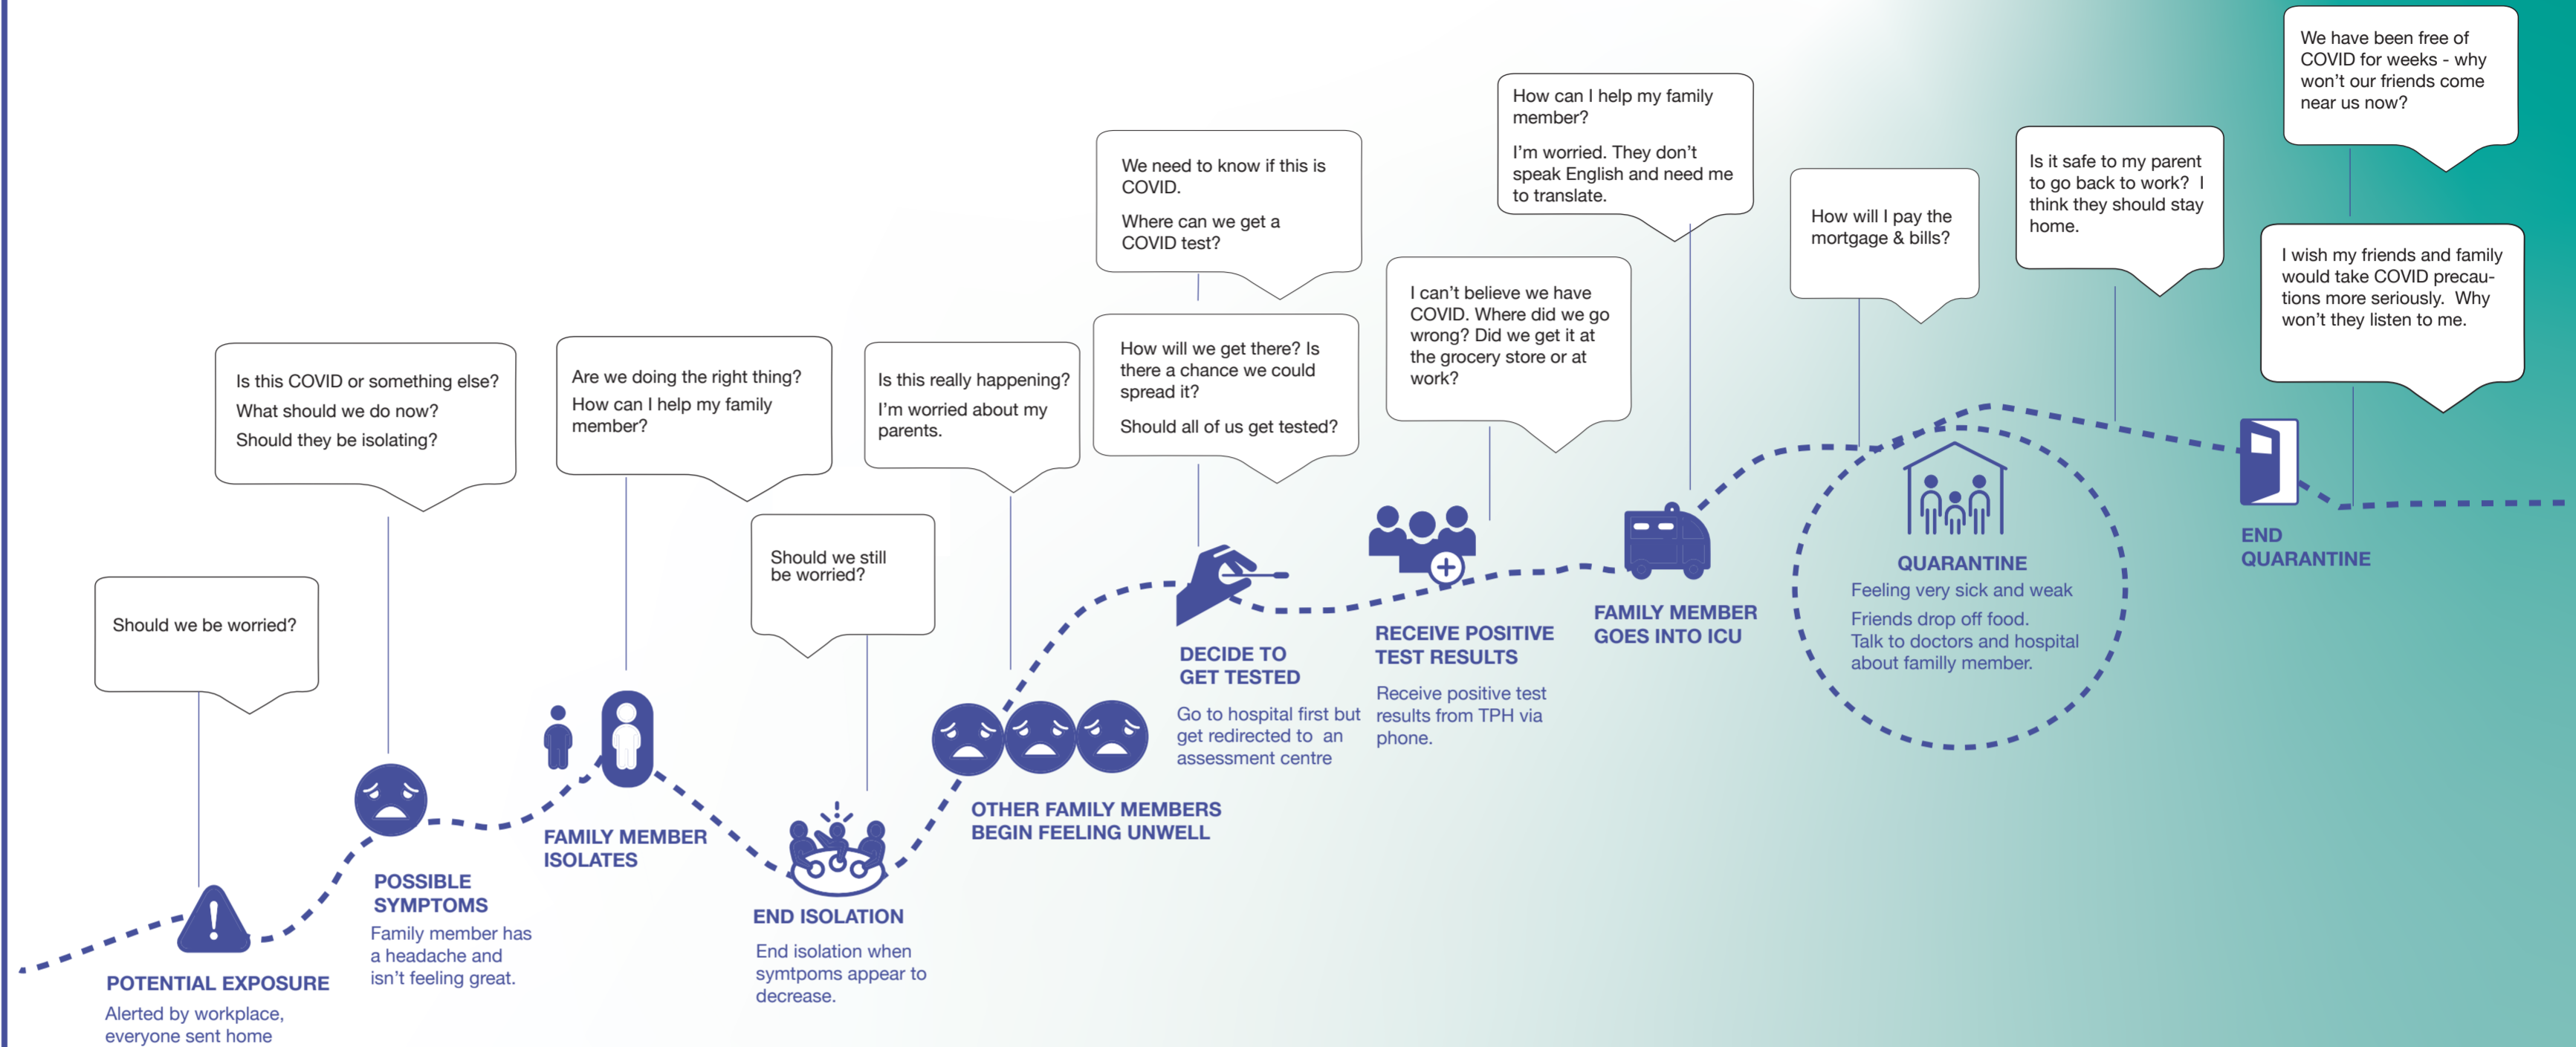 Should we be worried?
POTENTIAL EXPOSURE
Alerted by workplace,
everyone sent home
Is this COVID or something else?
What should we do now?
Should they be isolating?
POSSIBLE
SYMPTOMS
Family member has
a headache and
isn't feeling great.
Are we doing the right thing?
How can I help my family
member?
FAMILY MEMBER
ISOLATES
Should we still
be worried?
END ISOLATION
End isolation when
symtpoms appear to
decrease.
Is this really happening?
I'm worried about my
parents.
OTHER FAMILY MEMBERS
BEGIN FEELING UNWELL
We need to know if this is
COVID.
Where can we get a
COVID test?
How will we get there? Is
there a chance we could
spread it?
Should all of us get tested?
DECIDE TO
GET TESTED
Go to hospital first but
get redirected to an
assessment centre
I can't believe we have
COVID. Where did we go
wrong? Did we get it at
the grocery store or at
work?
RECEIVE POSITIVE
TEST RESULTS
Receive positive test
results from TPH via
phone.
How can I help my family
member?
I'm worried. They don't
speak English and need me
to translate.
FAMILY MEMBER
GOES INTO ICU
How will I pay the
mortgage & bills?
QUARANTINE
Feeling very sick and weak
Friends drop off food.
Talk to doctors and hospital
about familly member.
Is it safe to my parent
to go back to work? I
think they should stay
home.
END
QUARANTINE
We have been free of
COVID for weeks - why
won't our friends come
near us now?
I wish my friends and family
would take COVID precau-
tions more seriously. Why
won't they listen to me.